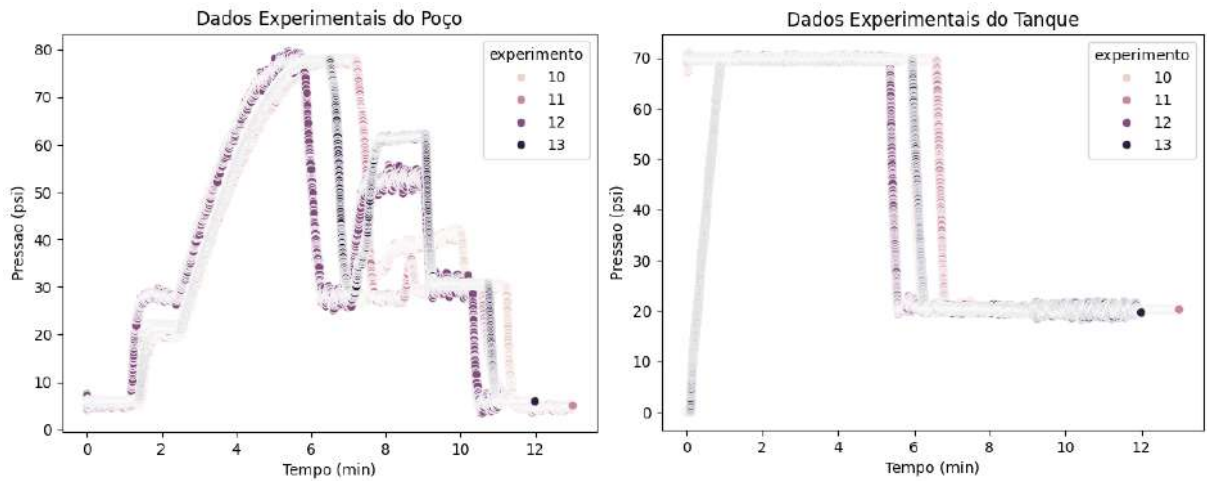 Dados Experimentais do Poço
Pressao (psi)
80
70
60
50
40
30
20
10
0
experimento
10
11
12
13
0 2 4 6 8 10 12
Tempo (min)
Dados Experimentais do Tanque
Pressao (psi)
70
60
50
40
30
20
10
0
experimento
10
11
12
13
0 2 4 6 8 10 12
Tempo (min)